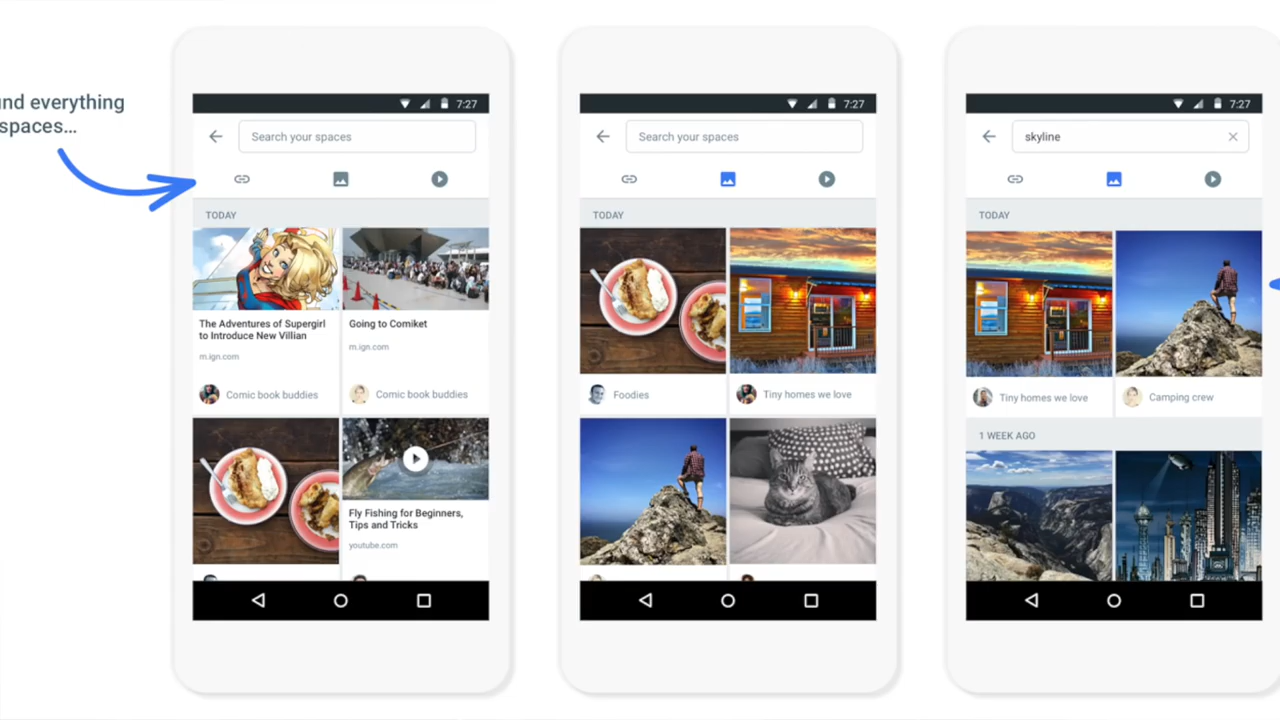 und everything
spaces...
7:27
Search your spaces
TODAY
The Adventures of Supergirl
to Introduce New Villian
m.ign.com
Comic book buddies
Going to Comiket
m.ign.com
Comic book buddies
Fly Fishing for Beginners,
Tips and Tricks
youtube.com
7:27
Search your spaces
TODAY
Foodies
Tiny homes we love
7:27
skyline
TODAY
Tiny homes we love
Camping crew
1 WEEK AGO